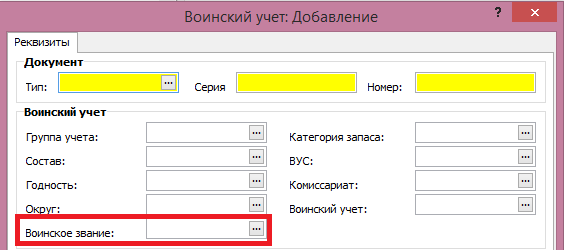 Воинский учет: Добавление ?
Реквизиты
Документ
Тип: ... Серия Номер:
Воинский учет
Группа учета: ... Категория запаса: ...
Состав: ... ВУС: ...
Годность: ... Комиссариат: ...
Округ: ... Воинский учет: ...
Воинское звание: ...